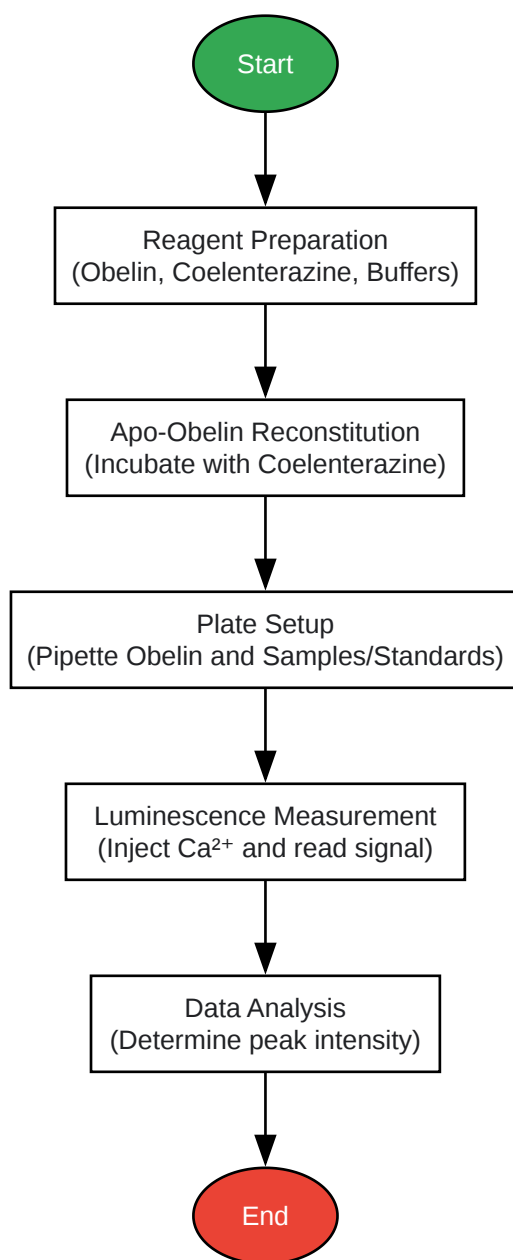 Start
Reagent Preparation
(Obelin, Coelenterazine, Buffers)
Apo-Obelin Reconstitution
(Incubate with Coelenterazine)
Plate Setup
(Pipette Obelin and Samples/Standards)
Luminescence Measurement
(Inject Ca²⁺ and read signal)
Data Analysis
(Determine peak intensity)
End